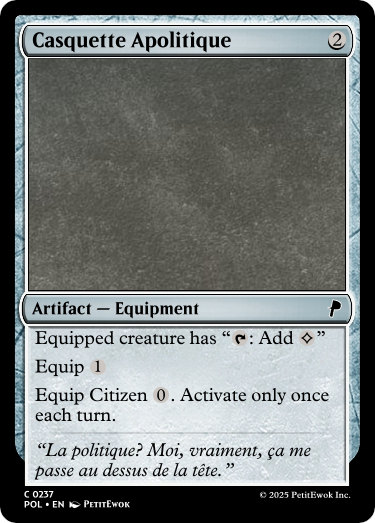 Casquette Apolitique 2
Artifact — Equipment
Equipped creature has “: Add ”
Equip 1
Equip Citizen 0. Activate only once
each turn.
“La politique? Moi, vraiment, ça me
passe au dessus de la tête.”
C 0237
POL • EN PetitEwok
© 2025 PetitEwok Inc.